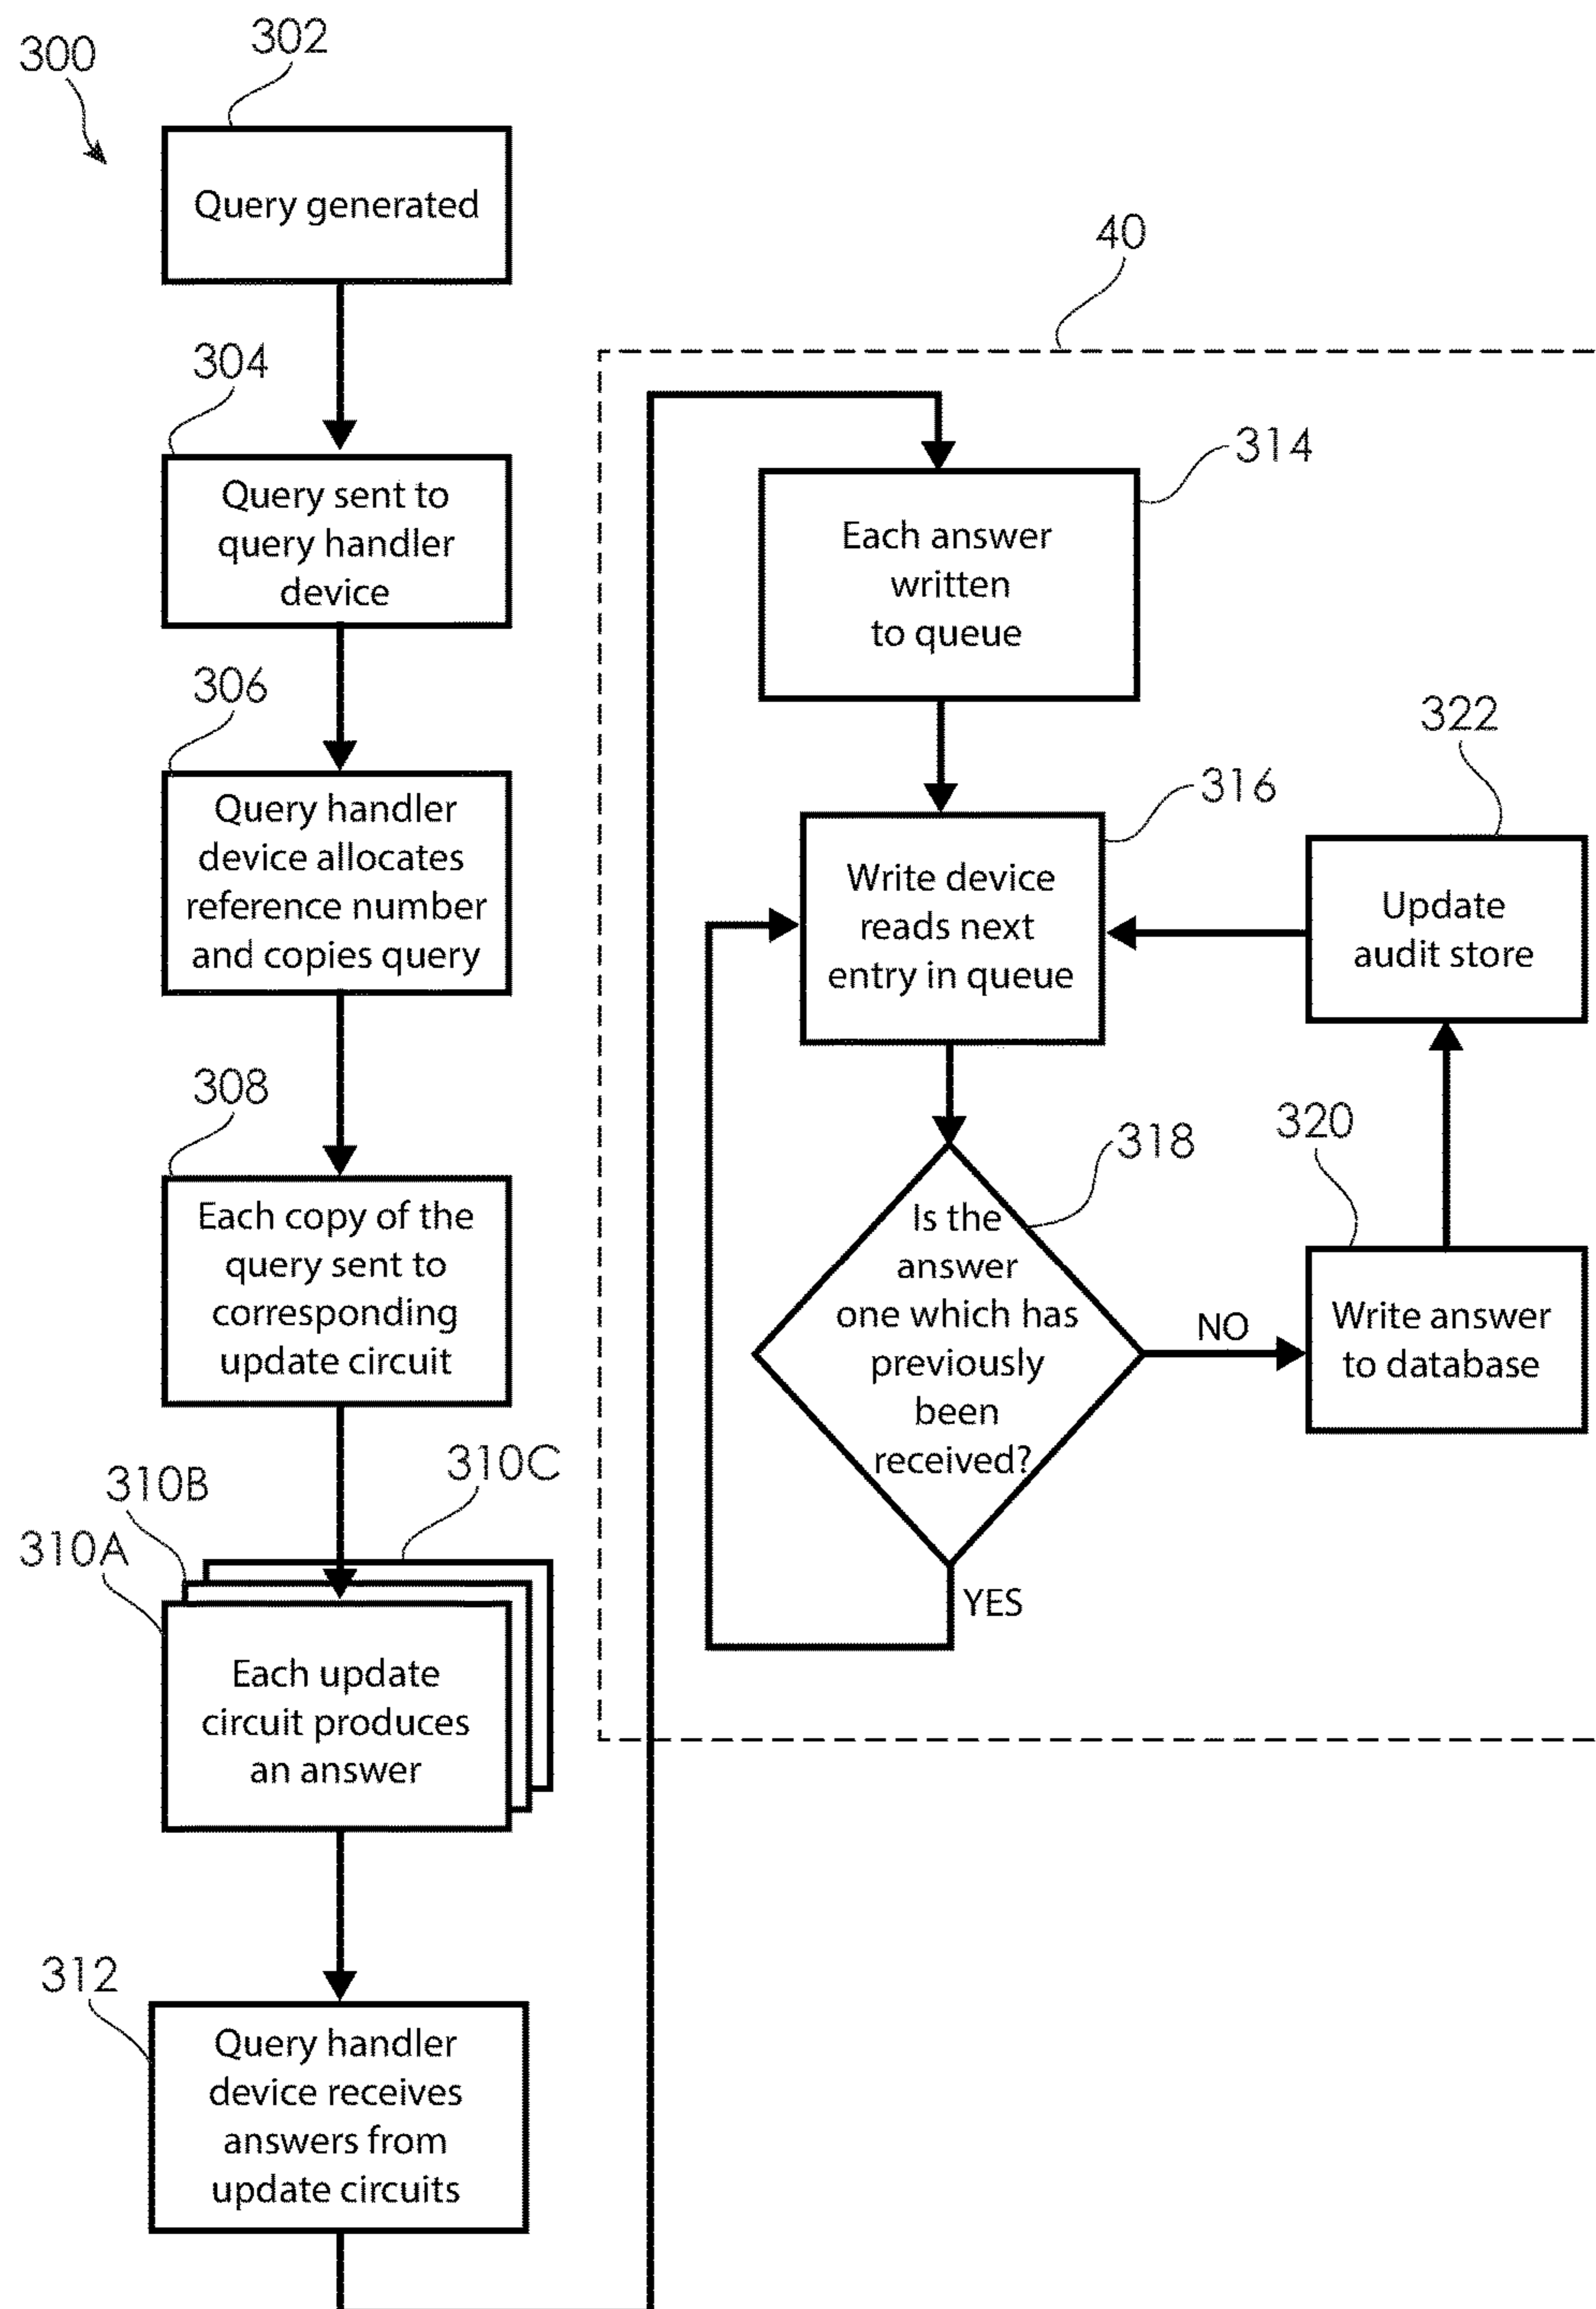 300
302
Query generated
304
Query sent to
query handler
device
306
Query handler
device allocates
reference number
and copies query
308
Each copy of the
query sent to
corresponding
update circuit
310B
310C
310A
Each update
circuit produces
an answer
312
Query handler
device receives
answers from
update circuits
40
314
Each answer
written
to queue
316
Write device
reads next
entry in queue
322
Update
audit store
318
Is the
answer
one which has
previously
been
received?
NO
YES
320
Write answer
to database